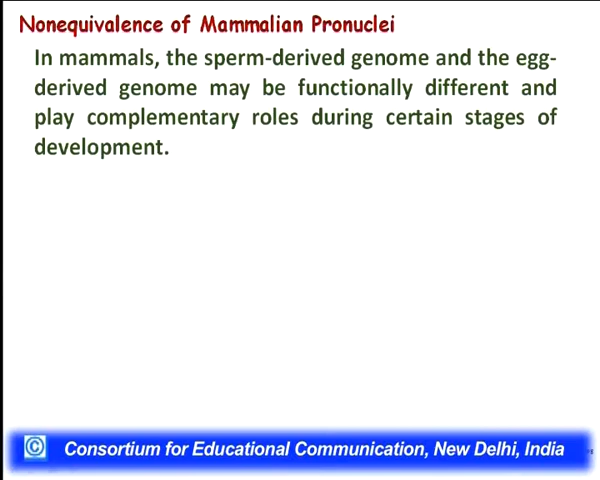 Nonequivalence of Mammalian Pronuclei
In mammals, the sperm-derived genome and the egg-
derived genome may be functionally different and
play complementary roles during certain stages of
development.
© Consortium for Educational Communication, New Delhi, India